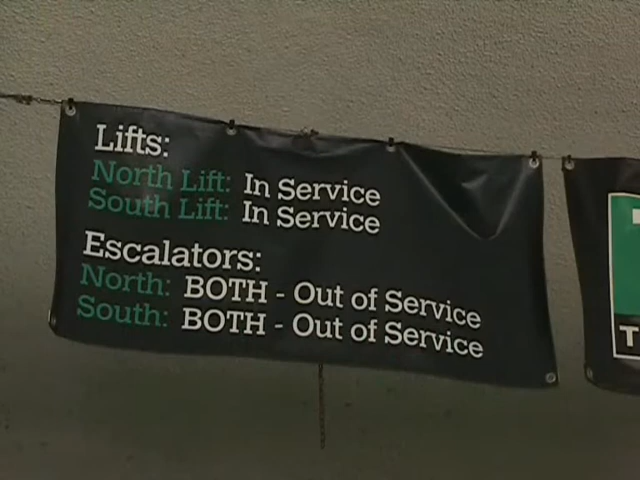 Lifts:
North Lift: In Service
South Lift: In Service
Escalators:
North: BOTH - Out of Service
South: BOTH - Out of Service
T